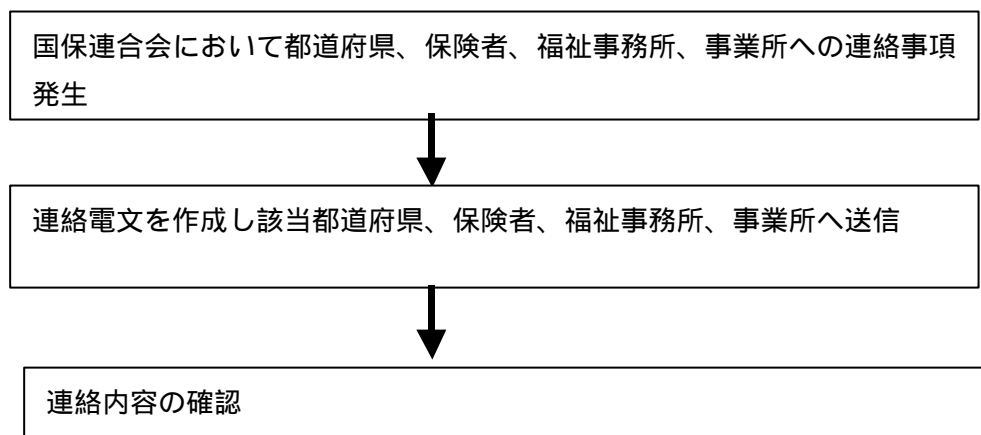 国保連合会において都道府県、保険者、福祉事務所、事業所への連絡事項
発生
連絡電文を作成し該当都道府県、保険者、福祉事務所、事業所へ送信
連絡内容の確認